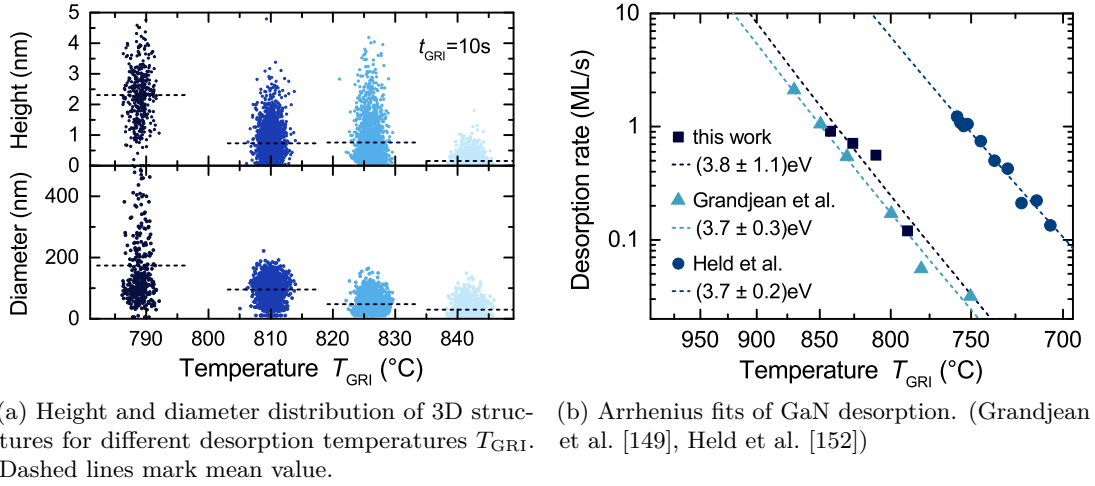 5
4
3
2
1
0
Height (nm)
tGRI=10s
400
200
0
Diameter (nm)
790 800 810 820 830 840
Temperature TGRI (°C)
10
1
0.1
Desorption rate (ML/s)
this work
(3.8 ± 1.1)eV
Grandjean et al.
(3.7 ± 0.3)eV
Held et al.
(3.7 ± 0.2)eV
950 900 850 800 750 700
Temperature TGRI (°C)
(a) Height and diameter distribution of 3D struc-
tures for different desorption temperatures TGRI.
Dashed lines mark mean value.
(b) Arrhenius fits of GaN desorption. (Grandjean
et al. [149], Held et al. [152])